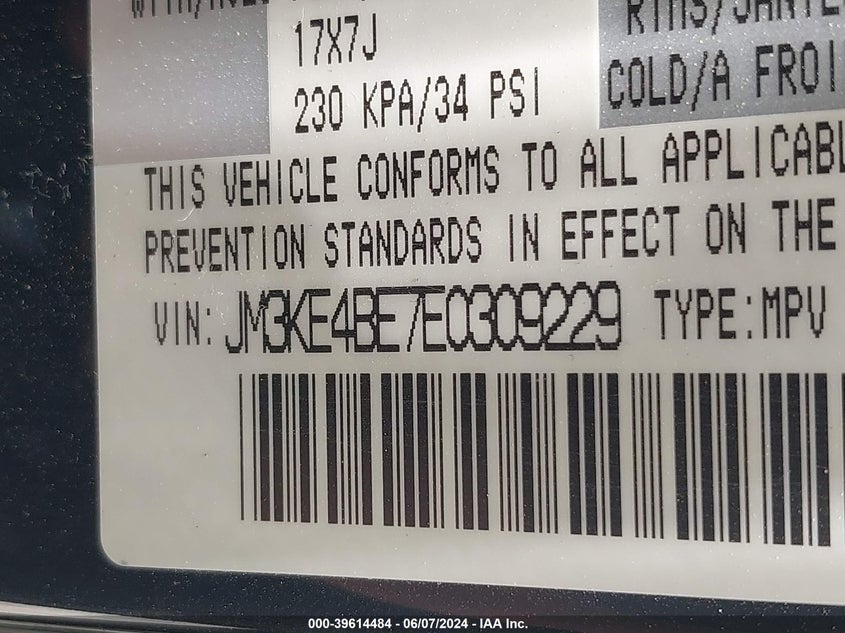 17X7J
230 KPA/34 PSI
COLD/A FROI
THIS VEHICLE CONFORMS TO ALL APPLICABL
PREVENTION STANDARDS IN EFFECT ON THE
VIN: JM3KE4BE7E0309229 TYPE:MPV
000-39614484 - 06/07/2024 - IAA Inc.